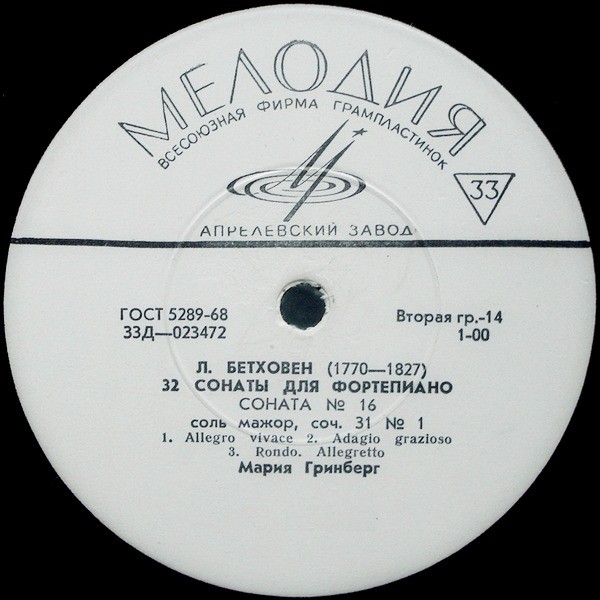 МЕЛОДИЯ
ВСЕСОЮЗНАЯ ФИРМА ГРАМПЛАСТИНОК
33
АПРЕЛЕВСКИЙ ЗАВОД
ГОСТ 5289-68
33Д—023472
Вторая гр.-14
1-00
Л. БЕТХОВЕН (1770—1827)
32 СОНАТЫ ДЛЯ ФОРТЕПИАНО
СОНАТА № 16
соль мажор, соч. 31 № 1
1. Allegro vivace 2. Adagio grazioso
3. Rondo. Allegretto
Мария Гринберг